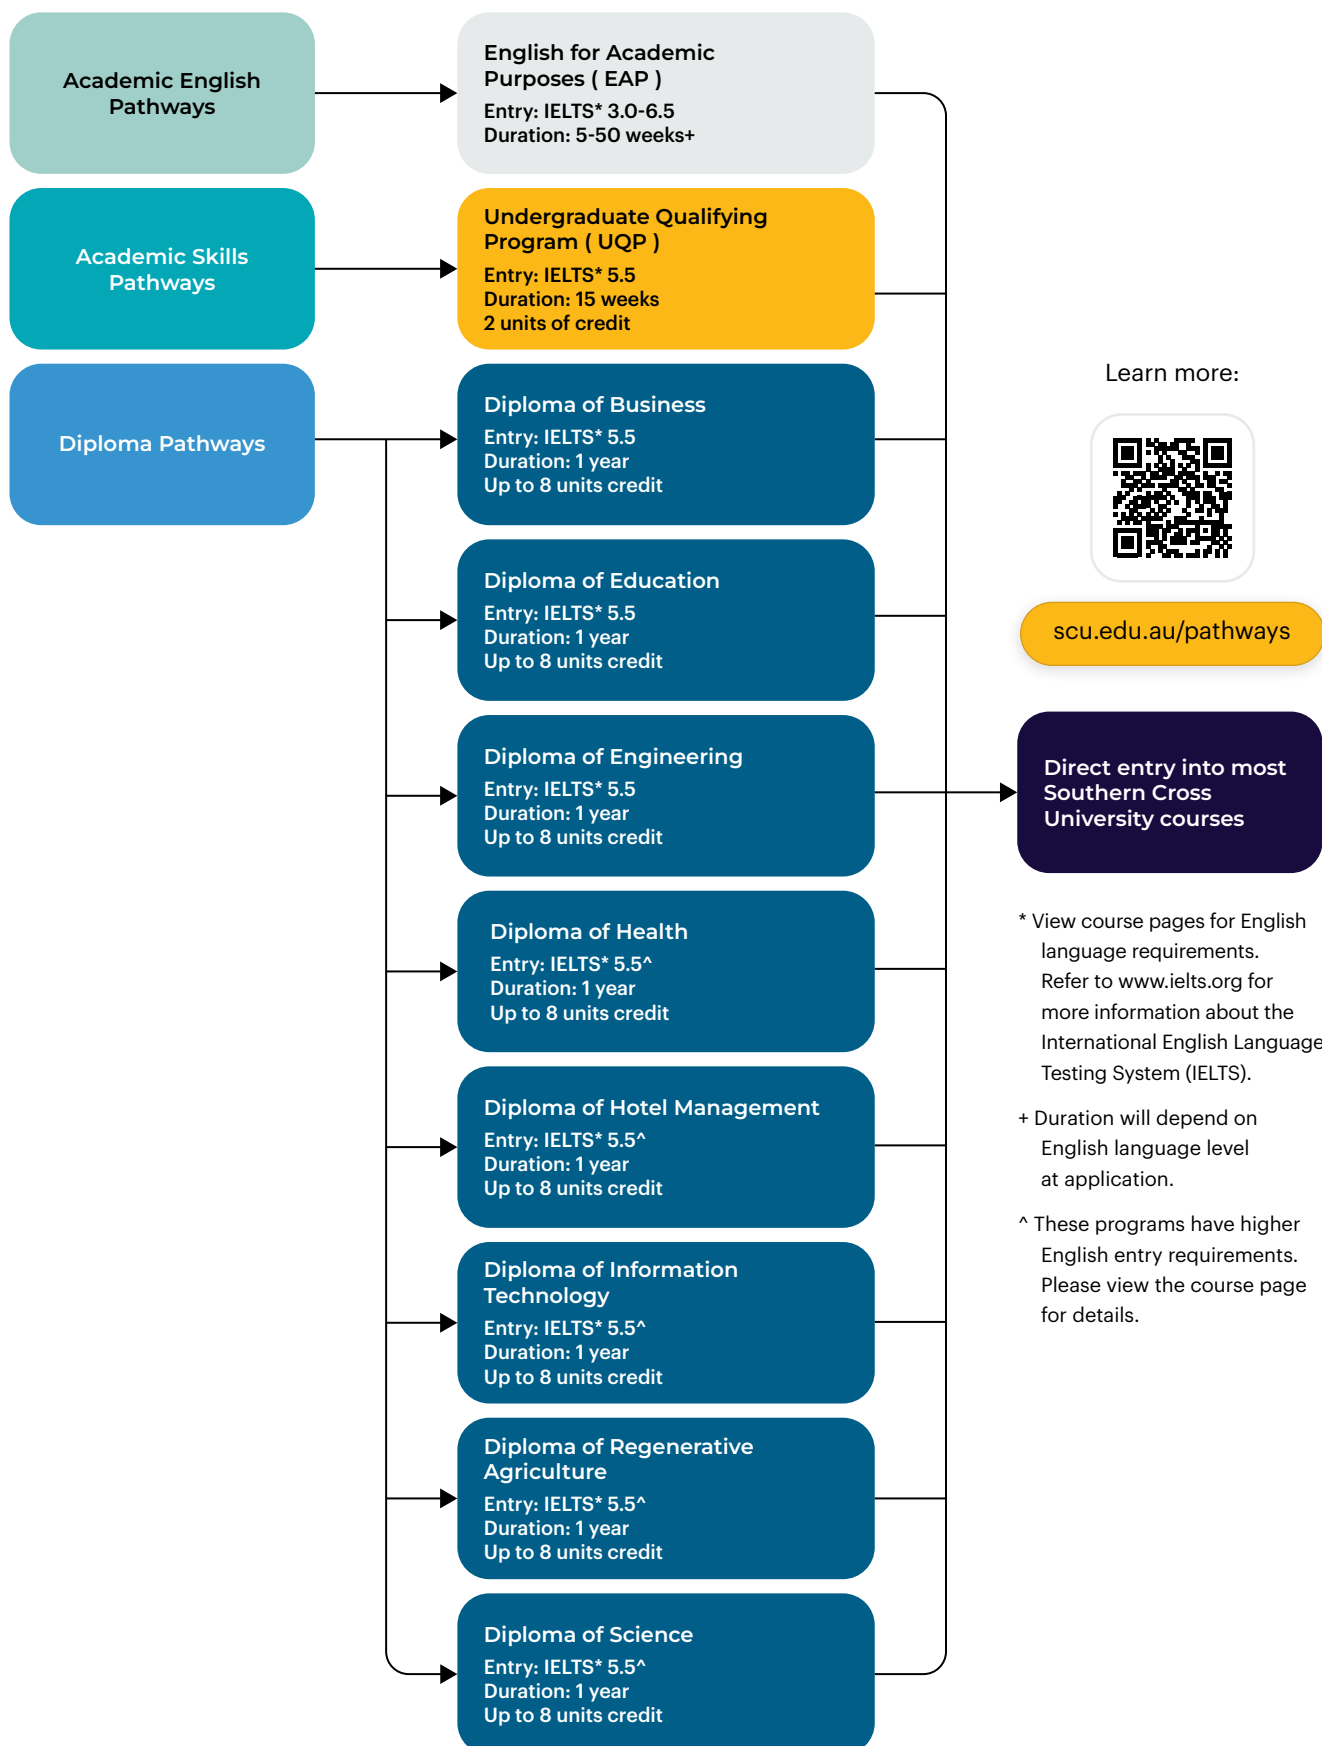 Academic English
Pathways
English for Academic
Purposes ( EAP )
Entry: IELTS* 3.0-6.5
Duration: 5-50 weeks+
Academic Skills
Pathways
Undergraduate Qualifying
Program ( UQP )
Entry: IELTS* 5.5
Duration: 15 weeks
2 units of credit
Diploma Pathways
Diploma of Business
Entry: IELTS* 5.5
Duration: 1 year
Up to 8 units credit
Diploma of Education
Entry: IELTS* 5.5
Duration: 1 year
Up to 8 units credit
Diploma of Engineering
Entry: IELTS* 5.5
Duration: 1 year
Up to 8 units credit
Diploma of Health
Entry: IELTS* 5.5^
Duration: 1 year
Up to 8 units credit
Diploma of Hotel Management
Entry: IELTS* 5.5^
Duration: 1 year
Up to 8 units credit
Diploma of Information
Technology
Entry: IELTS* 5.5^
Duration: 1 year
Up to 8 units credit
Diploma of Regenerative
Agriculture
Entry: IELTS* 5.5^
Duration: 1 year
Up to 8 units credit
Diploma of Science
Entry: IELTS* 5.5^
Duration: 1 year
Up to 8 units credit
Learn more:
scu.edu.au/pathways
Direct entry into most
Southern Cross
University courses
* View course pages for English
language requirements.
Refer to www.ielts.org for
more information about the
International English Language
Testing System (IELTS).
+ Duration will depend on
English language level
at application.
^ These programs have higher
English entry requirements.
Please view the course page
for details.